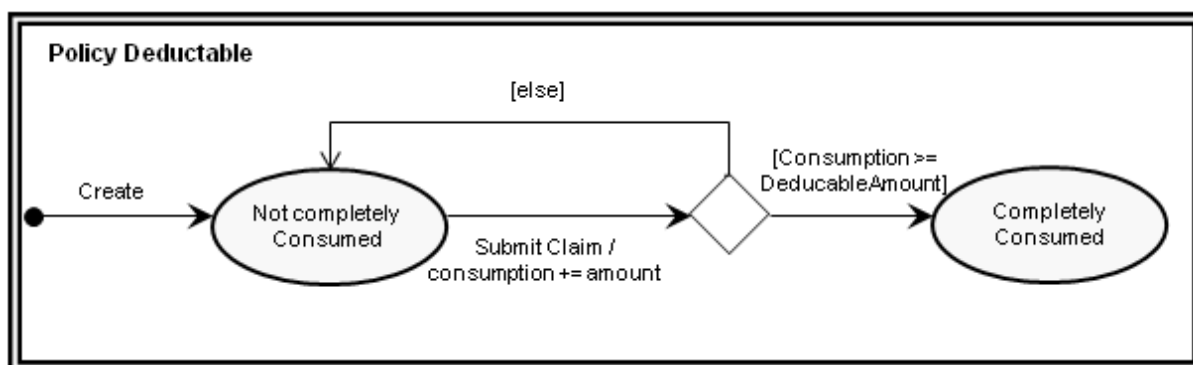 Policy Deductable
[else]
Create
Not completely
Consumed
Submit Claim /
consumption += amount
[Consumption >=
DeducableAmount]
Completely
Consumed